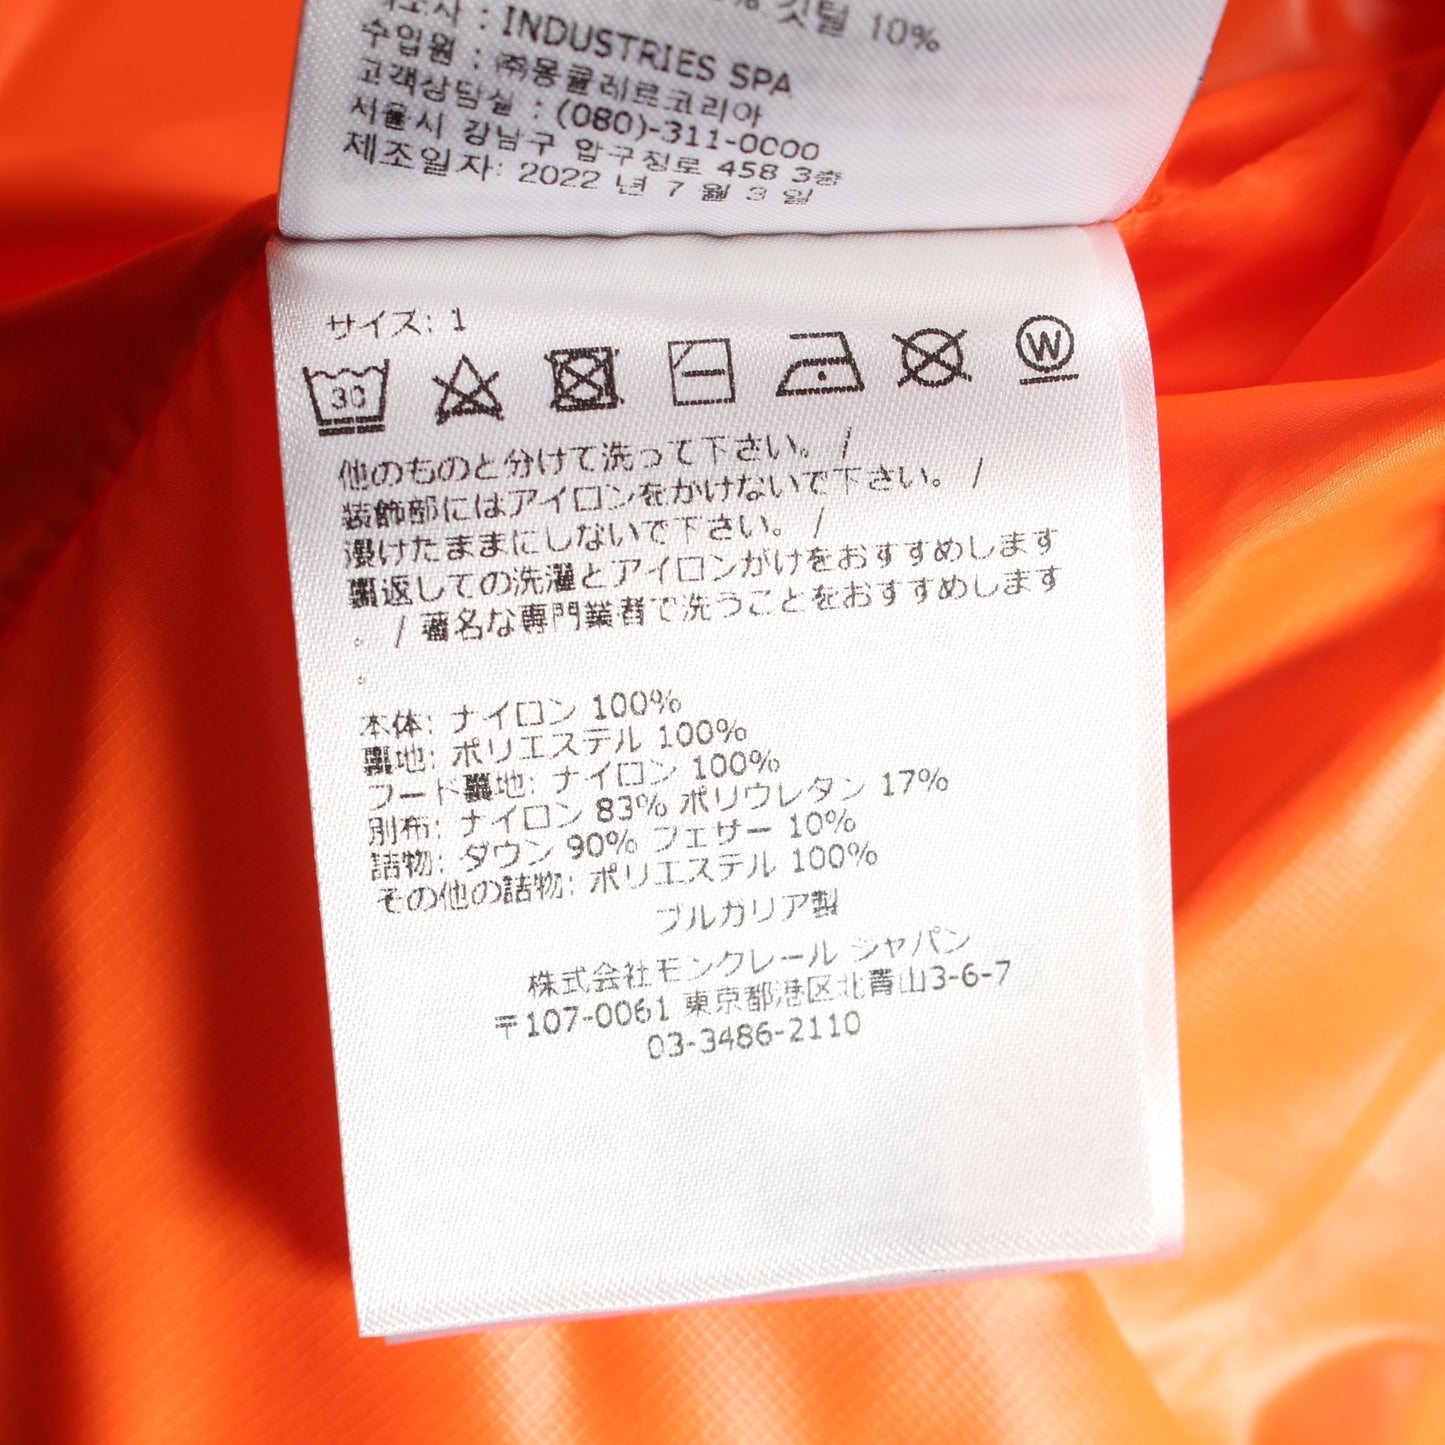 깃털 10%
: INDUSTRIES SPA
수입원 : ㈜몽클레르코리아
고객상담실 : (080)-311-0000
서울시 강남구 압구정로 458 3층
제조일자: 2022 년 7 월 3 일
サイズ: 1
30
W
他のものと分けて洗って下さい。 /
装飾部にはアイロンをかけないで下さい。 /
浸けたままにしないで下さい。 /
裏返しての洗濯とアイロンがけをおすすめします
。 / 著名な専門業者で洗うことをおすすめします
。
本体: ナイロン 100%
裏地: ポリエステル 100%
フード裏地: ナイロン 100%
別布: ナイロン 83% ポリウレタン 17%
詰物: ダウン 90% フェザー 10%
その他の詰物: ポリエステル 100%
ブルガリア製
株式会社モンクレール シャパン
〒107-0061 東京都港区北青山3-6-7
03-3486-2110